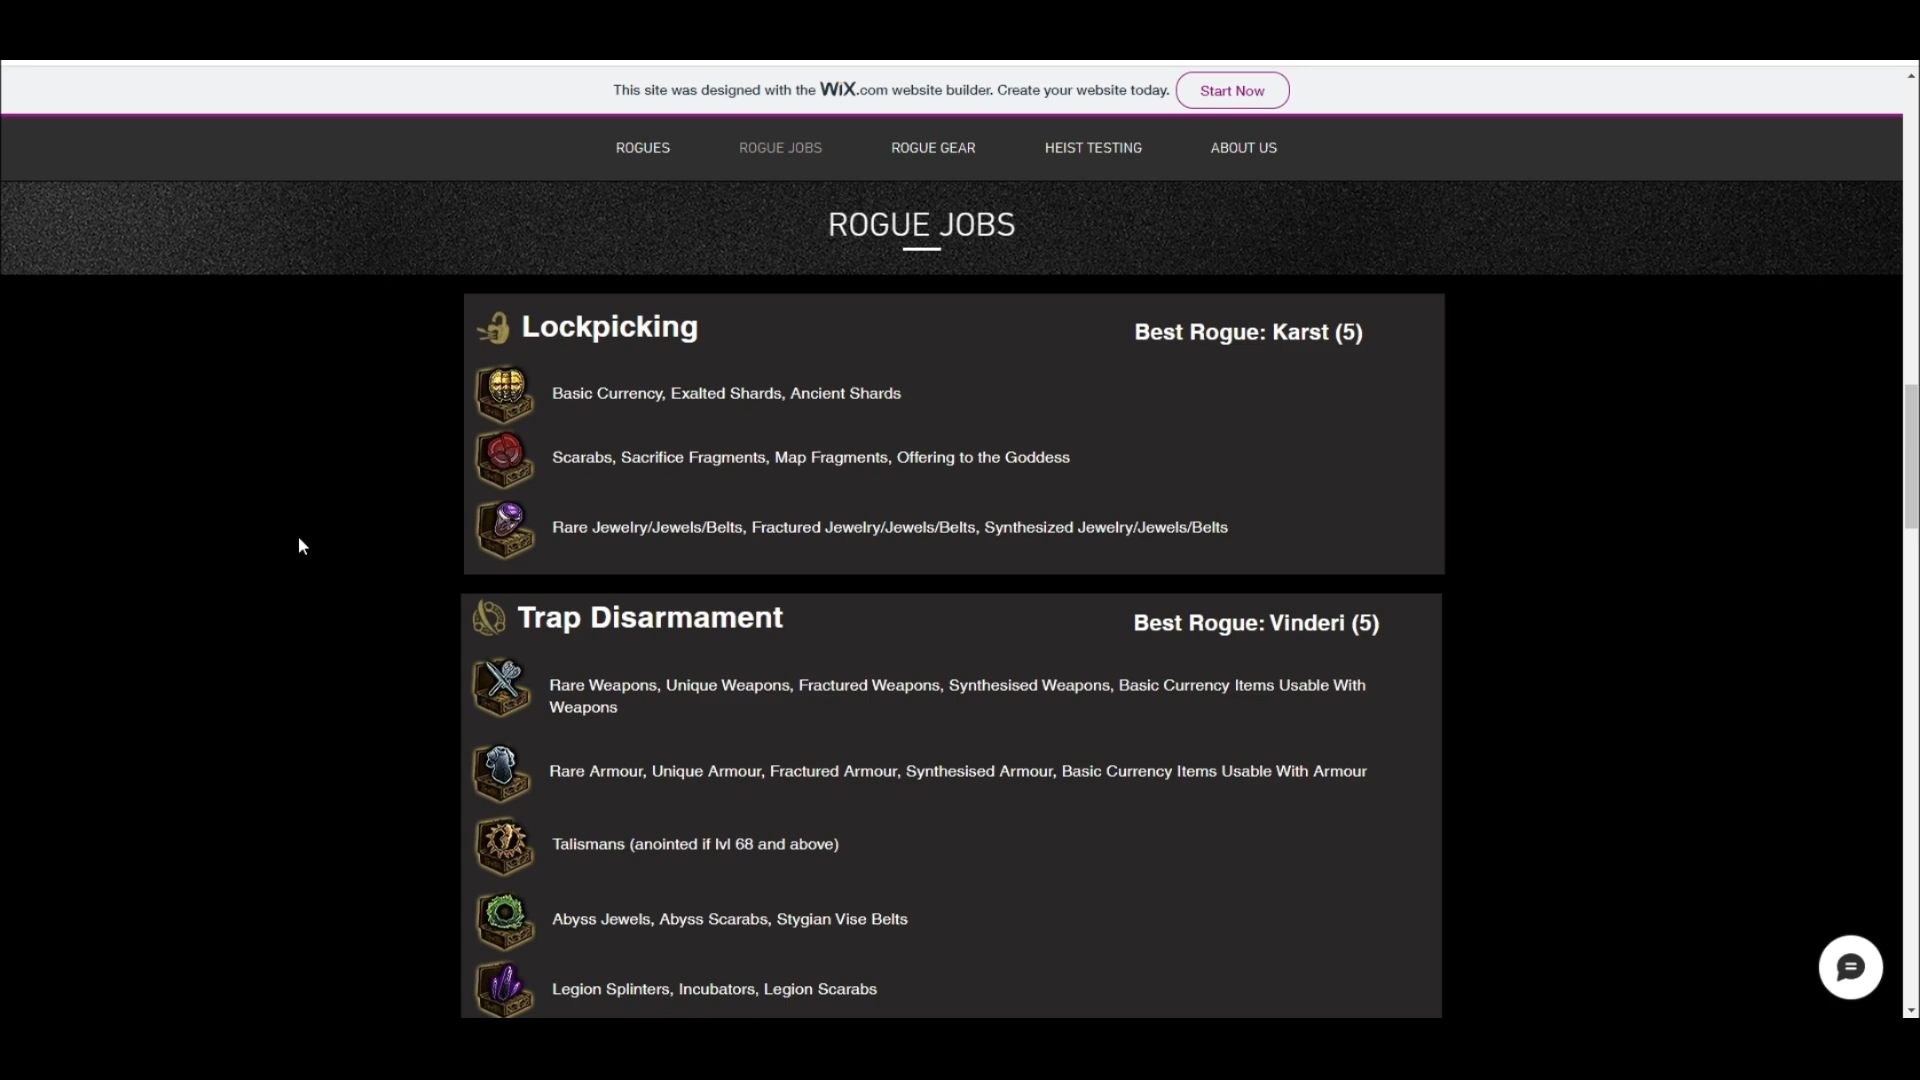 This site was designed with the WiX.com website builder. Create your website today. Start Now
ROGUES ROGUE JOBS ROGUE GEAR HEIST TESTING ABOUT US
ROGUE JOBS
Lockpicking Best Rogue: Karst (5)
Basic Currency, Exalted Shards, Ancient Shards
Scarabs, Sacrifice Fragments, Map Fragments, Offering to the Goddess
Rare Jewelry/Jewels/Belts, Fractured Jewelry/Jewels/Belts, Synthesized Jewelry/Jewels/Belts
Trap Disarmament Best Rogue: Vinderi (5)
Rare Weapons, Unique Weapons, Fractured Weapons, Synthesised Weapons, Basic Currency Items Usable With
Weapons
Rare Armour, Unique Armour, Fractured Armour, Synthesised Armour, Basic Currency Items Usable With Armour
Talismans (anointed if lvl 68 and above)
Abyss Jewels, Abyss Scarabs, Stygian Vise Belts
Legion Splinters, Incubators, Legion Scarabs